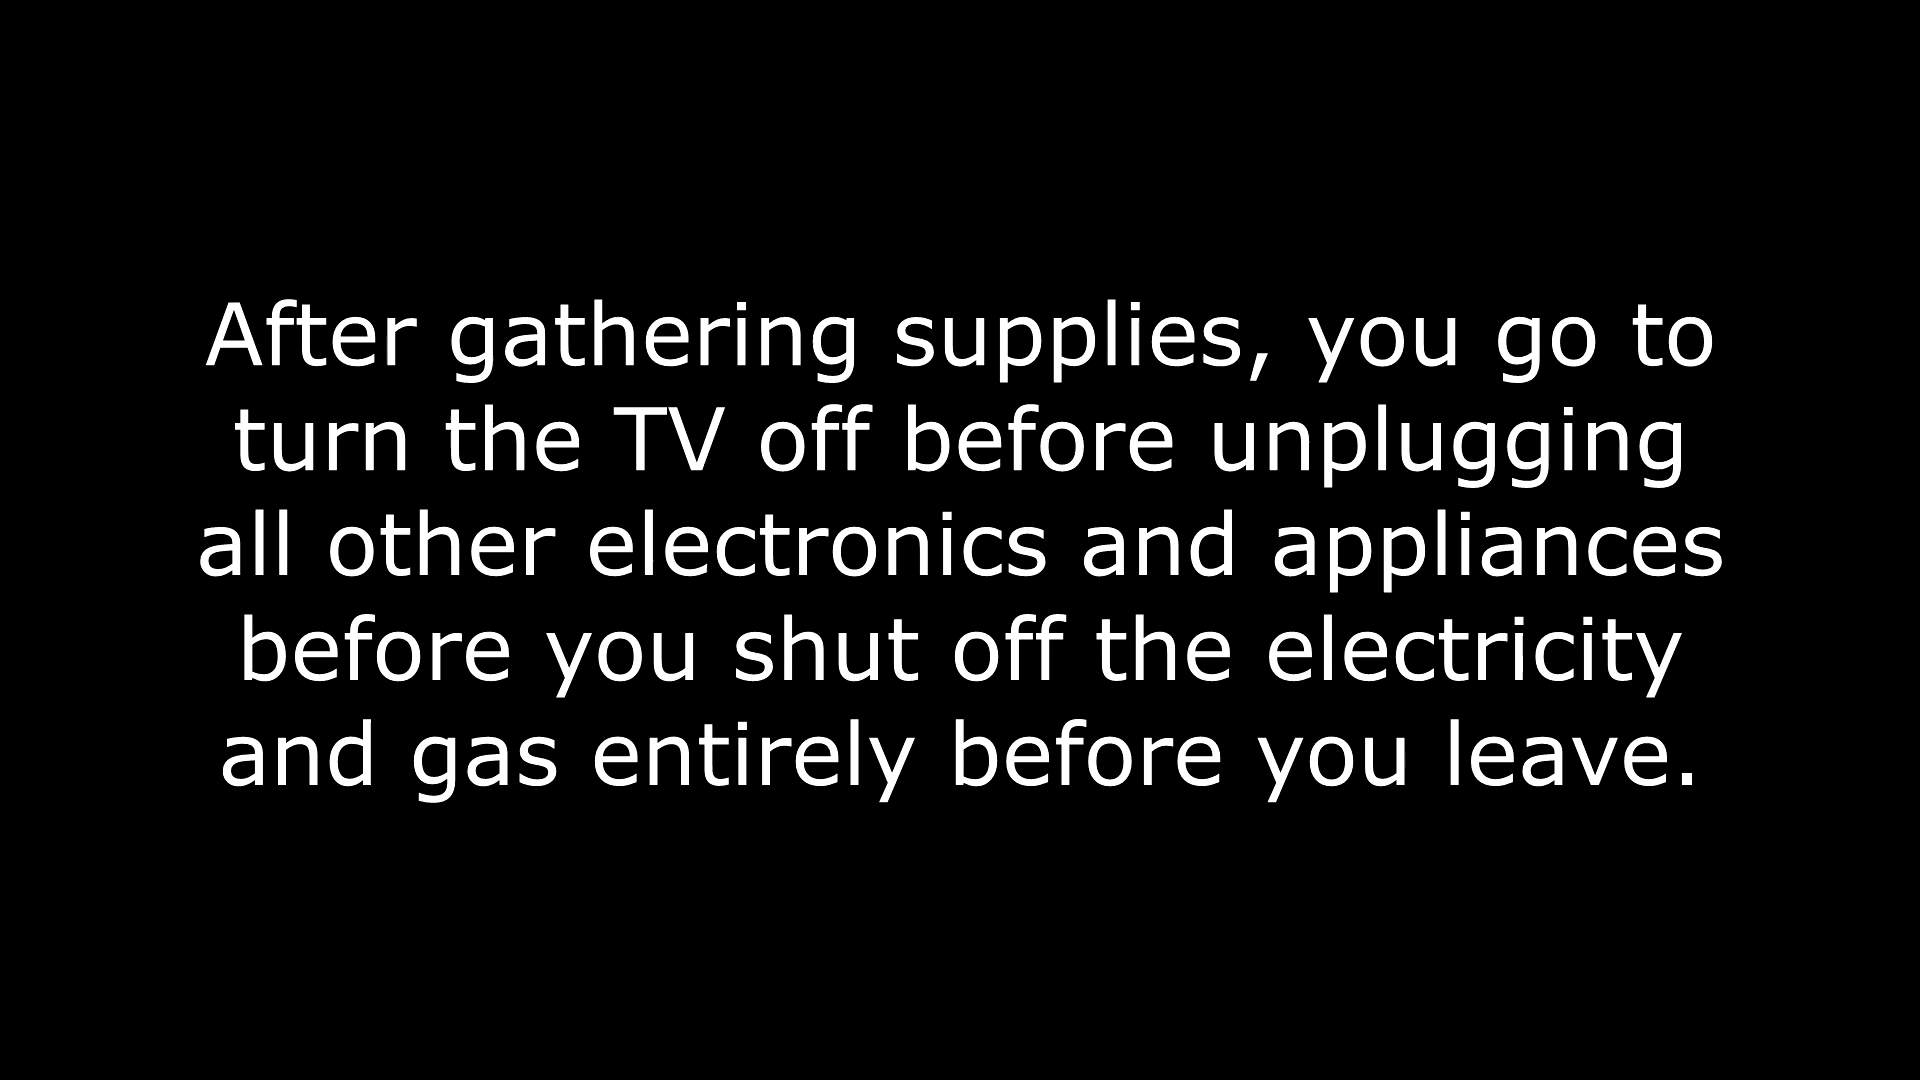 After gathering supplies, you go to
turn the TV off before unplugging
all other electronics and appliances
before you shut off the electricity
and gas entirely before you leave.